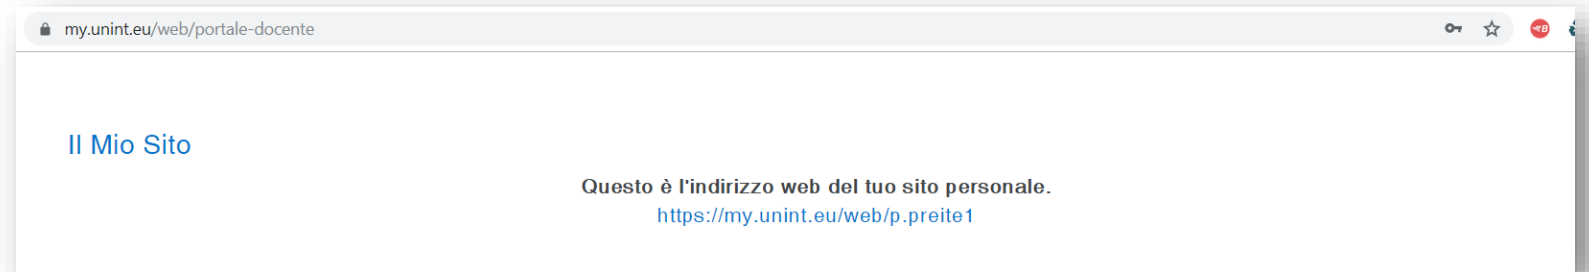 my.unint.eu/web/portale-docente
Il Mio Sito
Questo è l'indirizzo web del tuo sito personale.
https://my.unint.eu/web/p.preite1